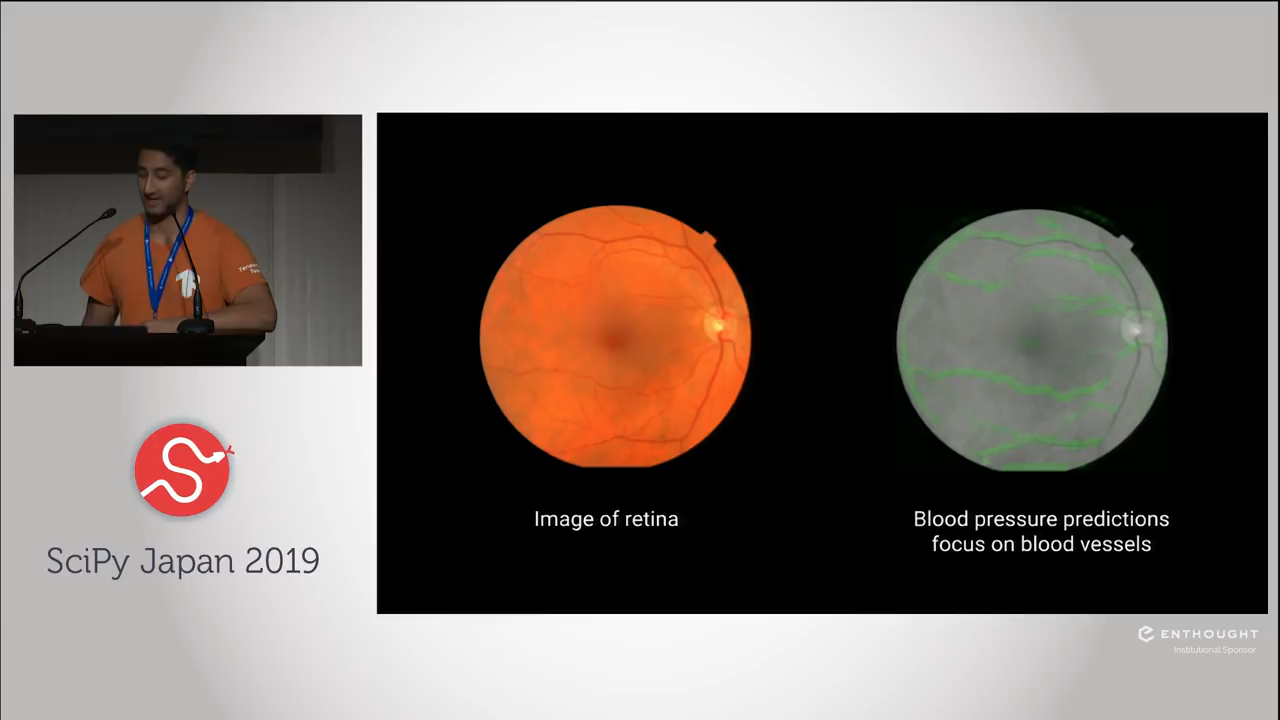 SciPy Japan 2019
Image of retina
Blood pressure predictions
focus on blood vessels
ENTHOUGHT
Institutional Sponsor